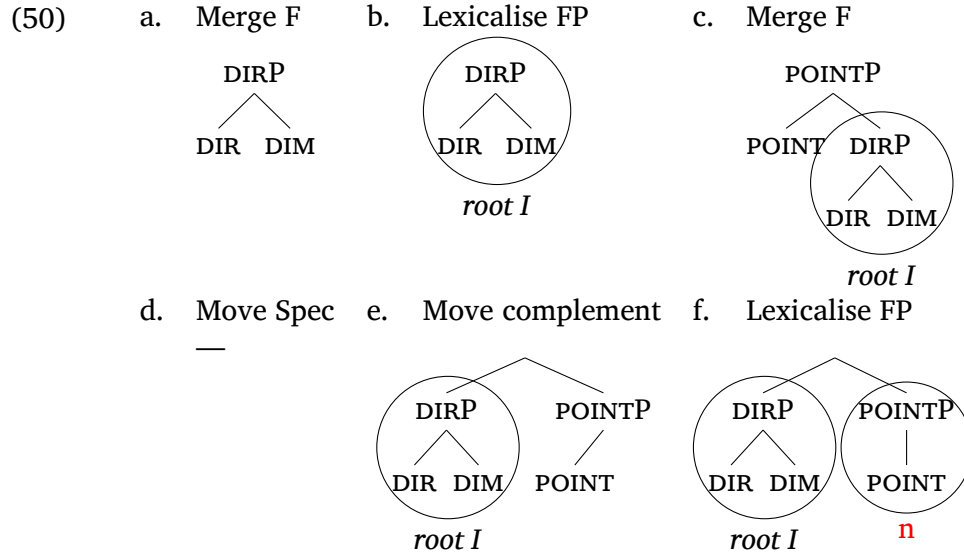 (50) a. Merge F b. Lexicalise FP c. Merge F
DIRP DIRP POINTP
DIR DIM DIR DIM POINT DIRP
root I DIR DIM
root I
d. Move Spec e. Move complement f. Lexicalise FP
—
DIRP POINTP DIRP POINTP
DIR DIM POINT DIR DIM POINT
root I root I n